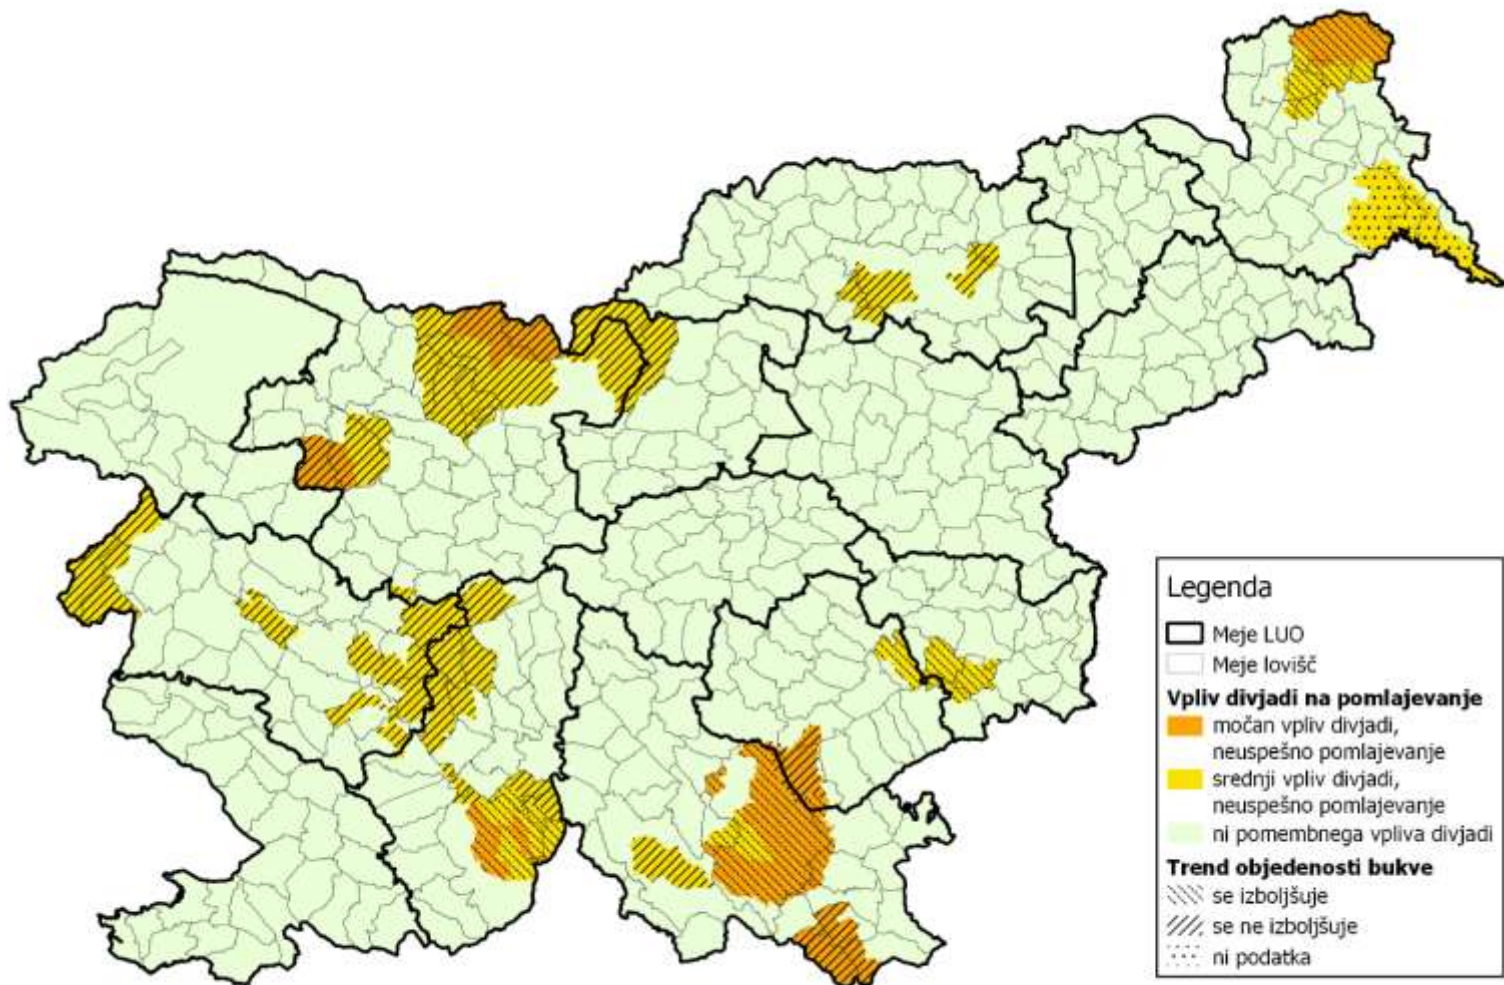 Legenda
Meje LUO
Meje lovišč
Vpliv divjadi na pomlajevanje
močan vpliv divjadi,
neuspešno pomlajevanje
srednji vpliv divjadi,
neuspešno pomlajevanje
ni pomembnega vpliva divjadi
Trend objedenosti bukve
se izboljšuje
se ne izboljšuje
ni podatka